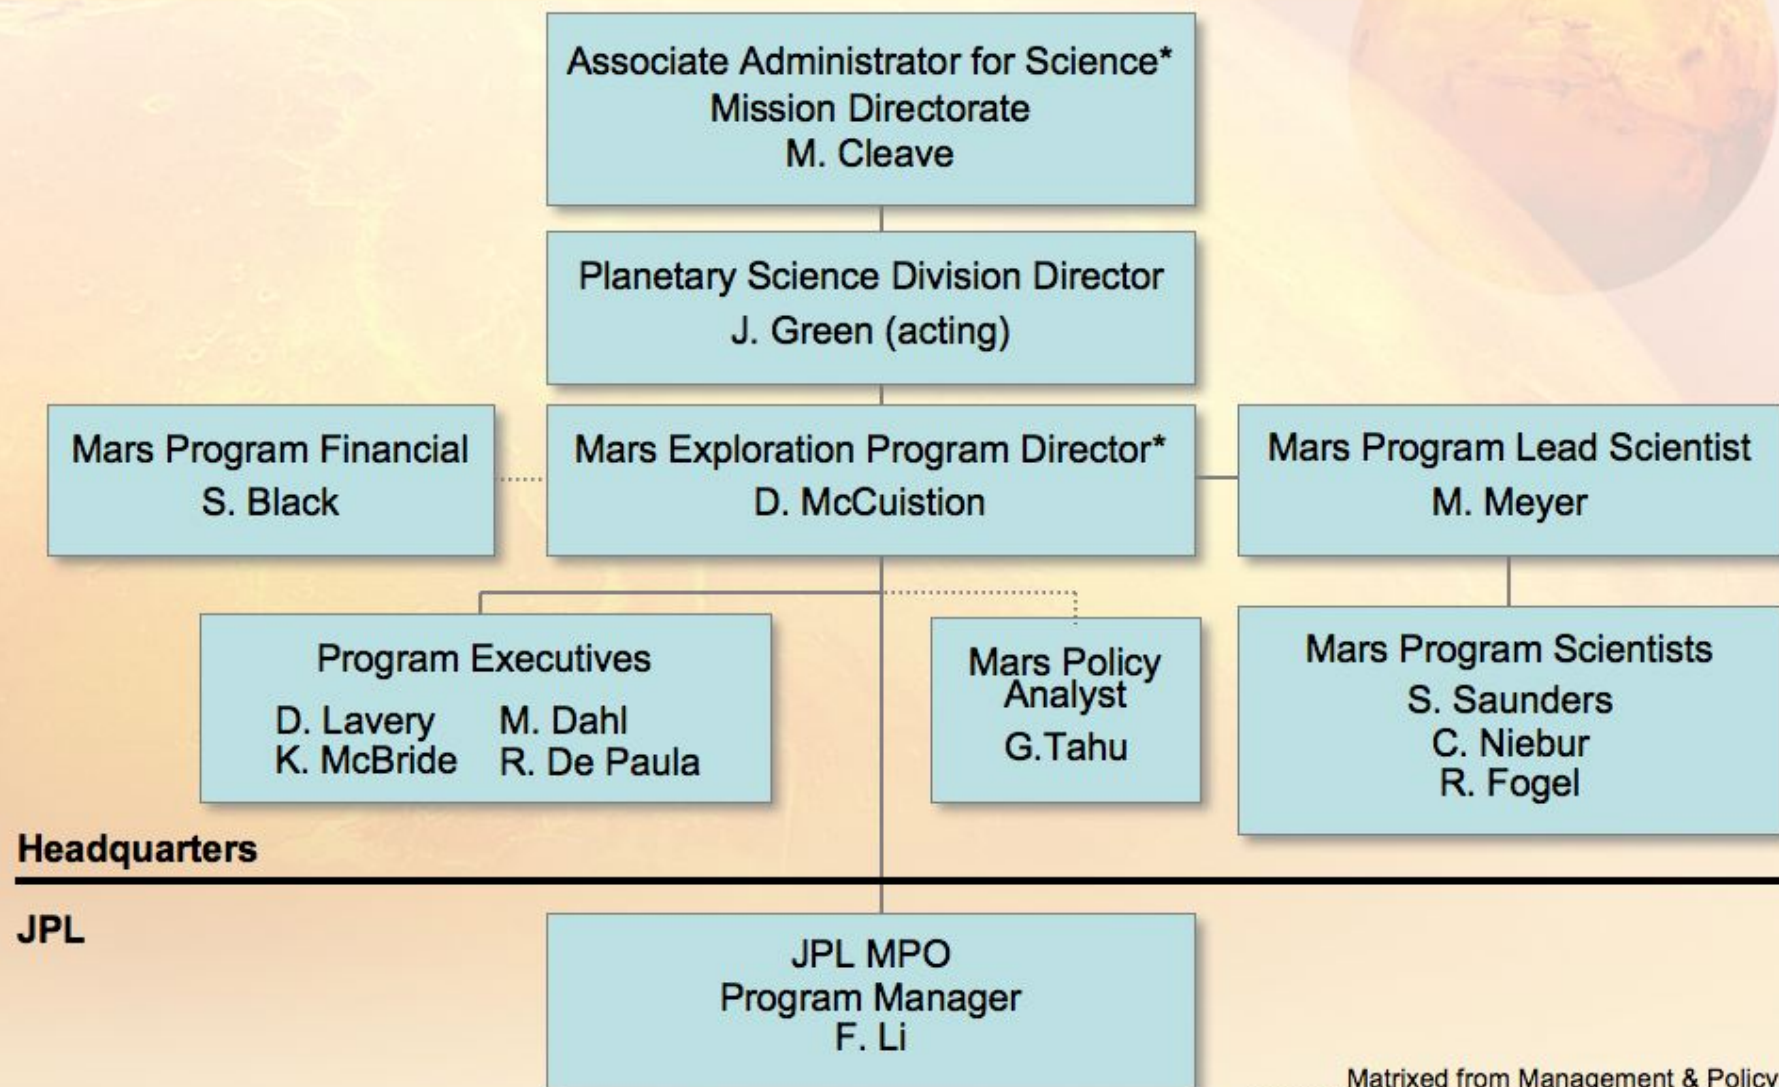 Associate Administrator for Science*
Mission Directorate
M. Cleave
Planetary Science Division Director
J. Green (acting)
Mars Program Financial
S. Black
Mars Exploration Program Director*
D. McCuistion
Mars Program Lead Scientist
M. Meyer
Program Executives
D. Lavery M. Dahl
K. McBride R. De Paula
Mars Policy
Analyst
G.Tahu
Mars Program Scientists
S. Saunders
C. Niebur
R. Fogel
Headquarters
JPL
JPL MPO
Program Manager
F. Li
Matrixed from Management & Policy